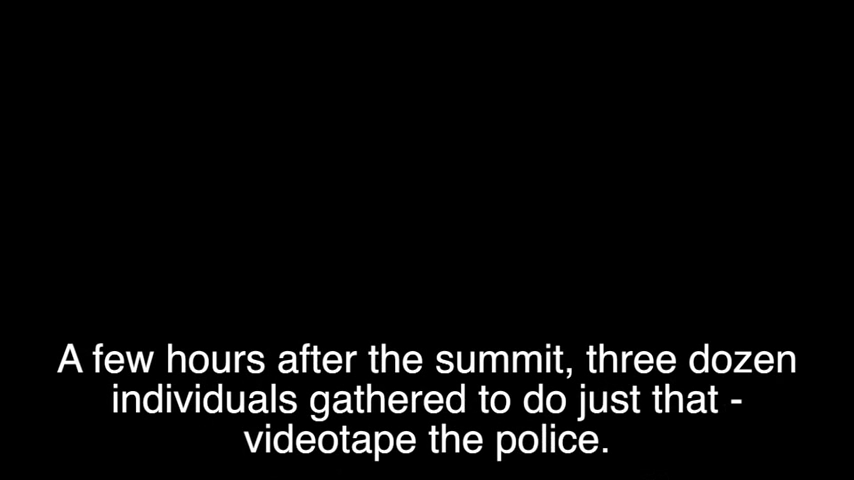 A few hours after the summit, three dozen
individuals gathered to do just that -
videotape the police.